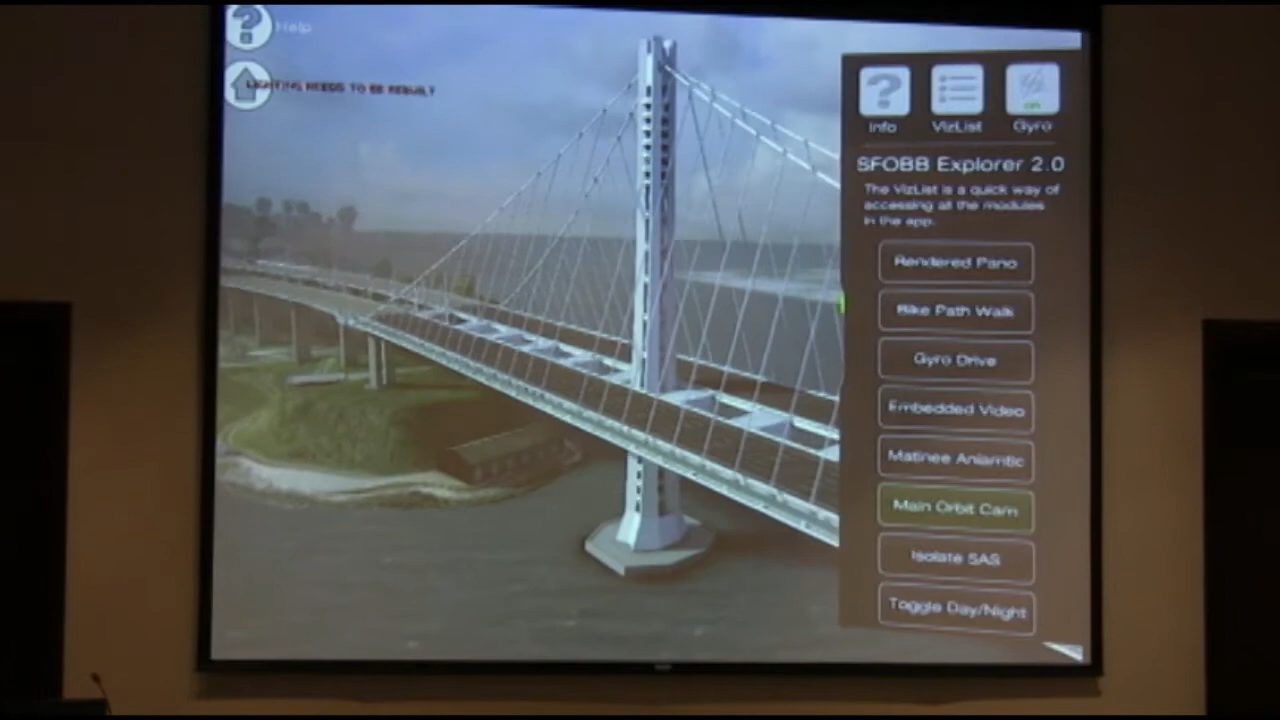 Help
LIGHTING NEEDS TO BE REBUILT
Info
VizList
Gyro
SFOBB Explorer 2.0
The VizList is a quick way of
accessing all the modules
in the app.
Rendered Pano
Bike Path Walk
Gyro Drive
Embedded Video
Matinee Aniamtic
Main Orbit Cam
Isolate SAS
Toggle Day/Night